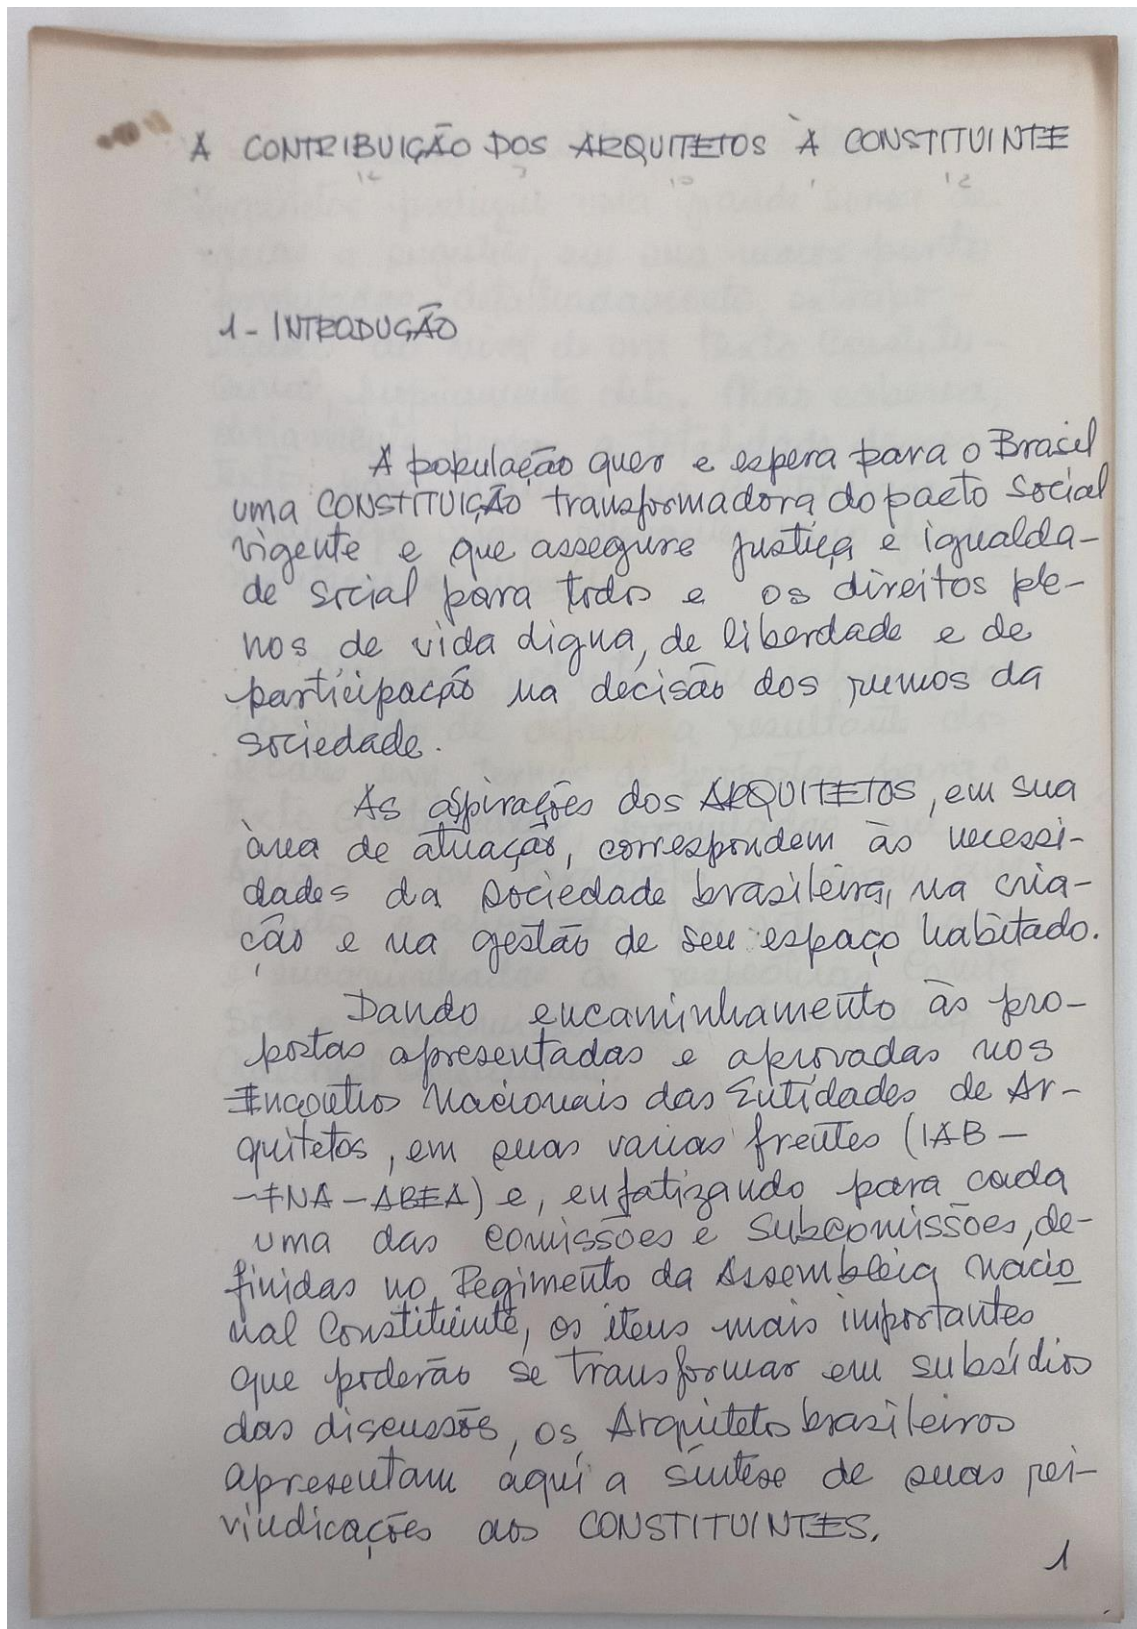 A CONTRIBUIÇÃO DOS ARQUITETOS À CONSTITUINTE
1 - INTRODUÇÃO
A população quer e espera para o Brasil
uma CONSTITUIÇÃO transformadora do pacto social
vigente e que assegure justiça e igualda-
de social para todos e os direitos ple-
nos de vida digna, de liberdade e de
participação na decisão dos rumos da
sociedade.
As aspirações dos ARQUITETOS, em sua
área de atuação, correspondem às necessi-
dades da sociedade brasileira, na cria-
ção e na gestão de seu espaço habitado.
Dando encaminhamento às pro-
postas apresentadas e aprovadas nos
Encontros Nacionais das Entidades de Ar-
quitetos, em suas varias frentes (IAB -
- FNA - ABEA) e, enfatizando para cada
uma das comissões e subcomissões, de-
finidas no Regimento da Assembleia Nacio
nal Constituinte, os itens mais importantes
que poderão se transformar em subsídios
das discussões, os Arquitetos brasileiros
apresentam aqui a síntese de suas rei-
vindicações aos CONSTITUINTES.
1